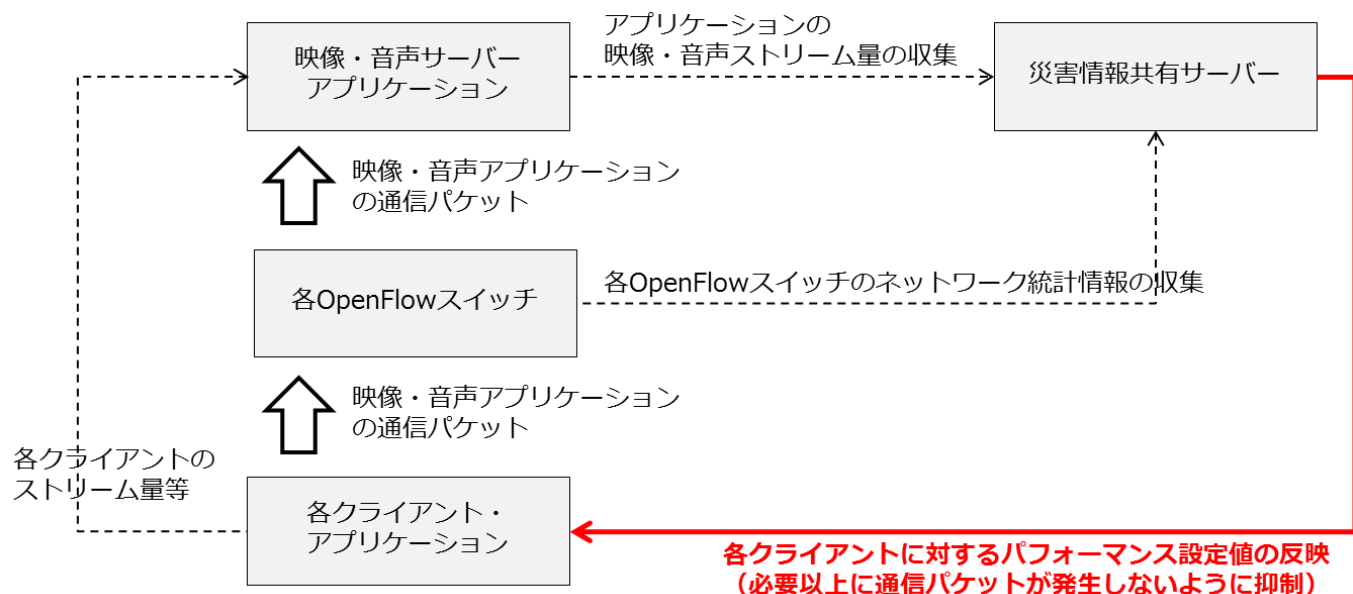 アプリケーションの
映像・音声ストリーム量の収集
映像・音声サーバー
アプリケーション
災害情報共有サーバー
映像・音声アプリケーション
の通信パケット
各OpenFlowスイッチ
各OpenFlowスイッチのネットワーク統計情報の収集
映像・音声アプリケーション
の通信パケット
各クライアントの
ストリーム量等
各クライアント・
アプリケーション
各クライアントに対するパフォーマンス設定値の反映
（必要以上に通信パケットが発生しないように抑制）